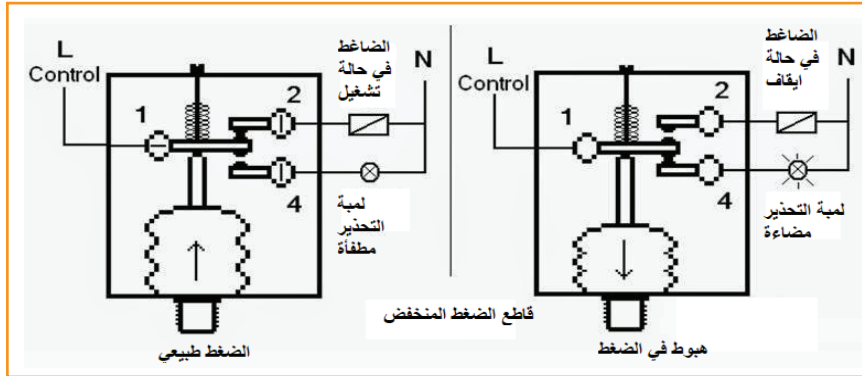 L
Control
الضاغط
في حالة
تشغيل
N
1
2
4
لمبة
التحذير
مطفأة
الضغط طبيعي
L
Control
الضاغط
في حالة
ايقاف
N
1
2
4
لمبة التحذير
مضاءة
هبوط في الضغط
قاطع الضغط المنخفض